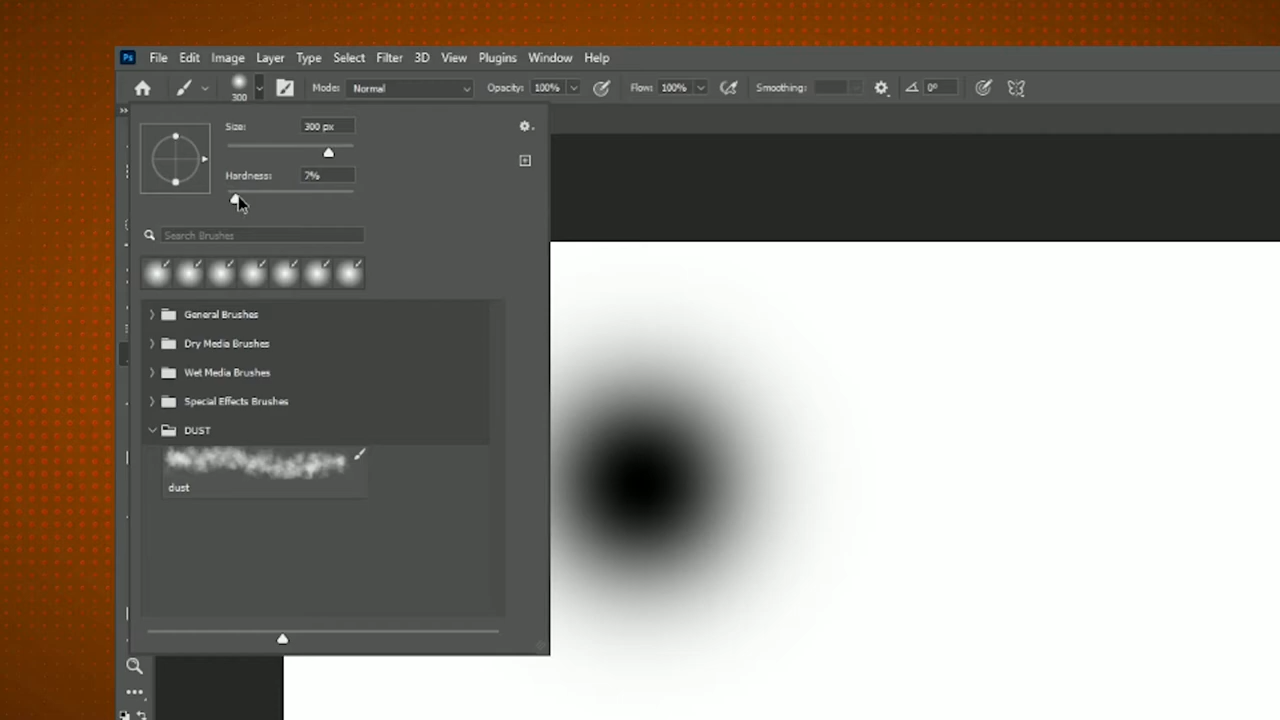 Ps File Edit Image Layer Type Select Filter 3D View Plugins Window Help
300 Mode: Normal Opacity: 100% Flow: 100% Smoothing: 0°
Size: 300 px
Hardness: 7%
Search Brushes
General Brushes
Dry Media Brushes
Wet Media Brushes
Special Effects Brushes
DUST
dust